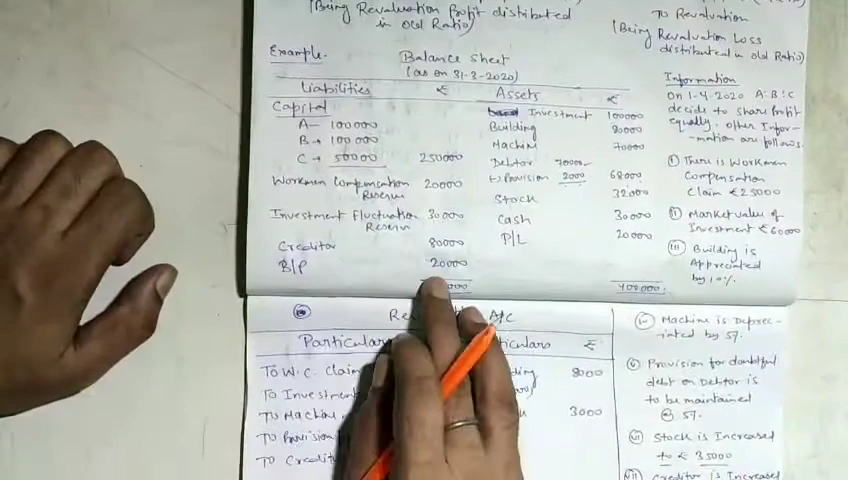 (Being Revaluation Profit distributed
in old Ratio)
To Revaluation
(Being Revaluation Loss
distributed in old Ratio)
Example.
Balance Sheet
(as on 31-3-2020)
Liabilities ₹ Assets ₹
Capital
A- 100000
B→ 100000
C→ 50000 250000
Workmen Compensation
Reserve 20000
Investment Fluctuation
Reserve 30000
Creditor 80000
B/P 20000
Investment 100000
Building 80000
Machine 70000
Debtor 70000
(-) Provision 2000 68000
Stock 32000
Cash 30000
P/L 20000
400000
Information
On 1-4-2020 A, B & C
decide to share Profit
equally. other Infor-
mation are follows.
(i) There is Workmen
Compensation
Claim ₹25000
(ii) Market value of
Investment ₹60000
(iii) Building is
Appreciated
by 10%
(iv) Machine is Deprec-
iated by 5%.
(v) Provision for doubtful
debt on Debtor is
to be maintained
@ 5%.
(vi) Stock is Increased
to ₹ 35000
(vii) Creditor is Increased
A/C
Particulars ₹
To W.C. Claim
To Investment
To Machine
To Provision
8000
3000